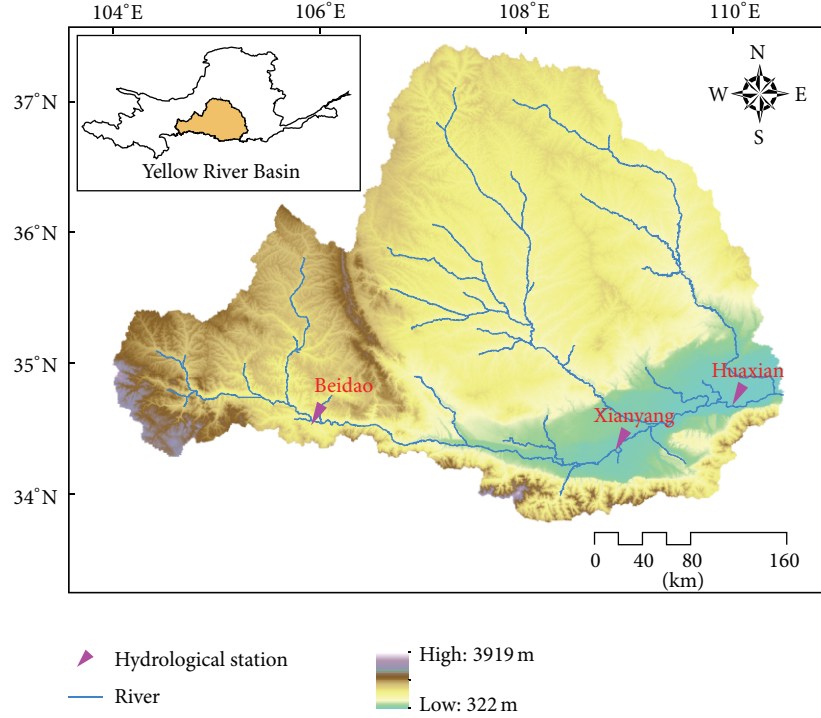 104°E 106°E 108°E 110°E
37°N
36°N
35°N
34°N
Yellow River Basin
N
W E
S
Beidao
Huaxian
Xianyang
0 40 80 160
(km)
Hydrological station
River
High: 3919 m
Low: 322 m